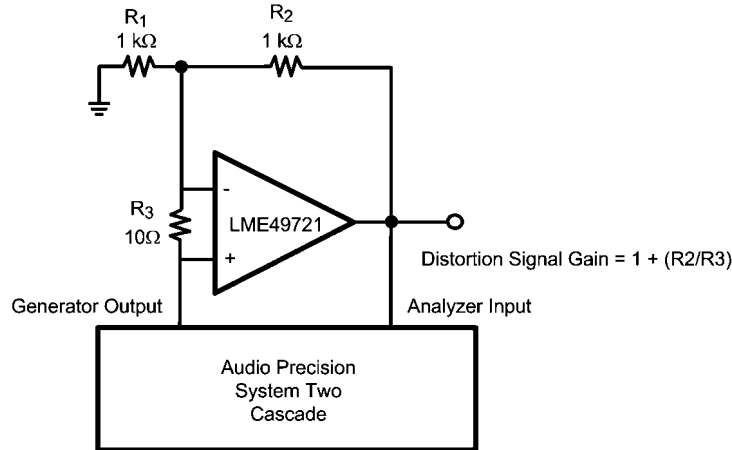 R1
R2
1 kΩ
1 kΩ
-
R3
10Ω
LME49721
+
Distortion Signal Gain = 1 + (R2/R3)
Generator Output
Analyzer Input
Audio Precision
System Two
Cascade